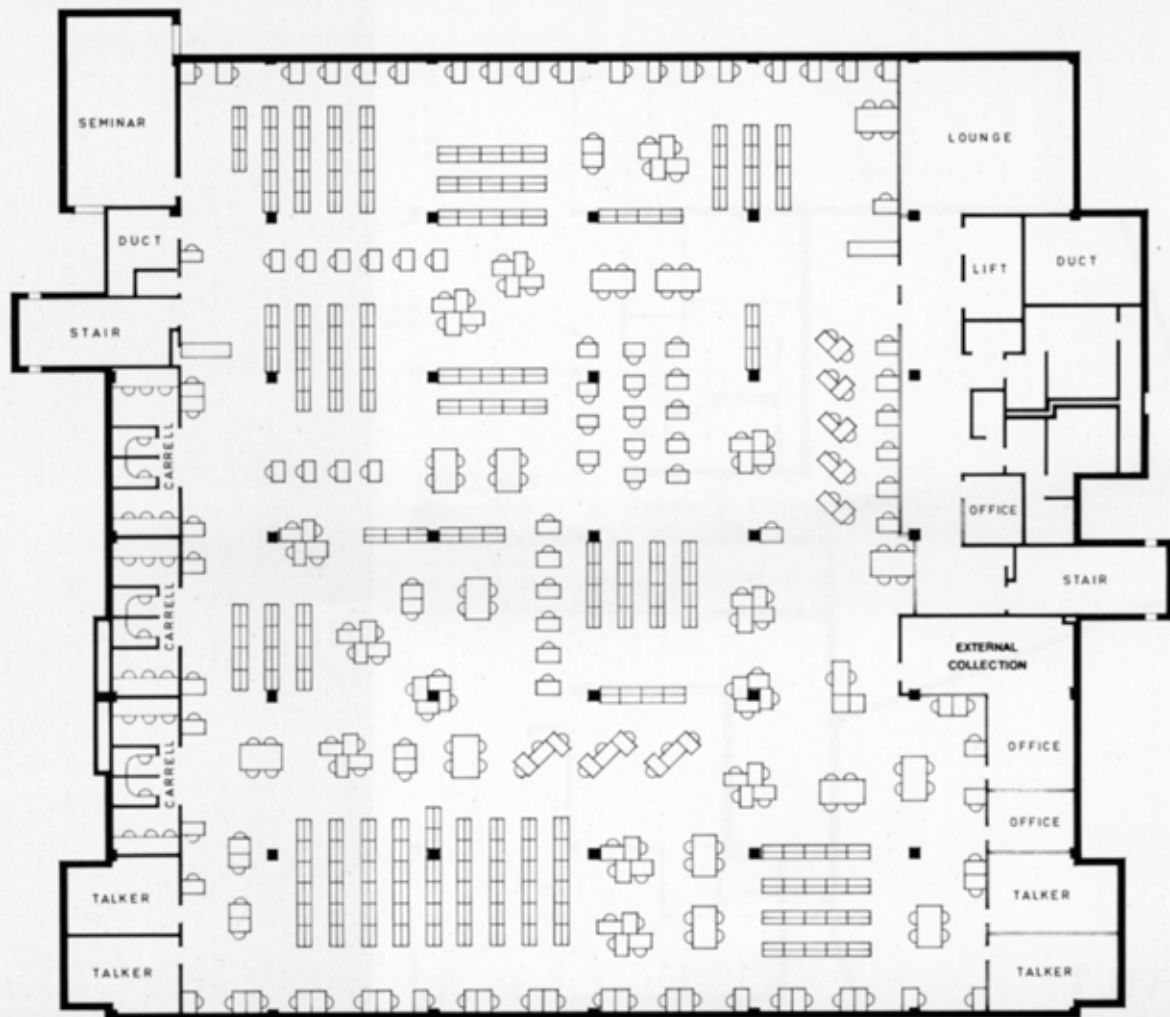 SEMINAR
LOUNGE
DUCT
LIFT
DUCT
STAIR
CARRELL
OFFICE
STAIR
CARRELL
EXTERNAL
COLLECTION
CARRELL
OFFICE
OFFICE
TALKER
TALKER
TALKER
TALKER